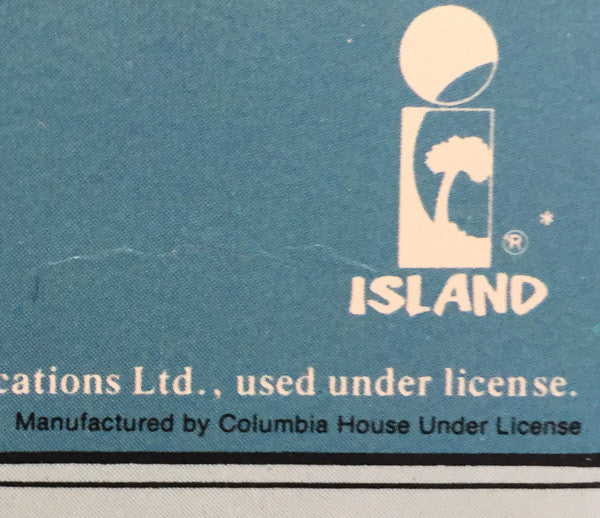 ® *
ISLAND
cations Ltd., used under license.
Manufactured by Columbia House Under License